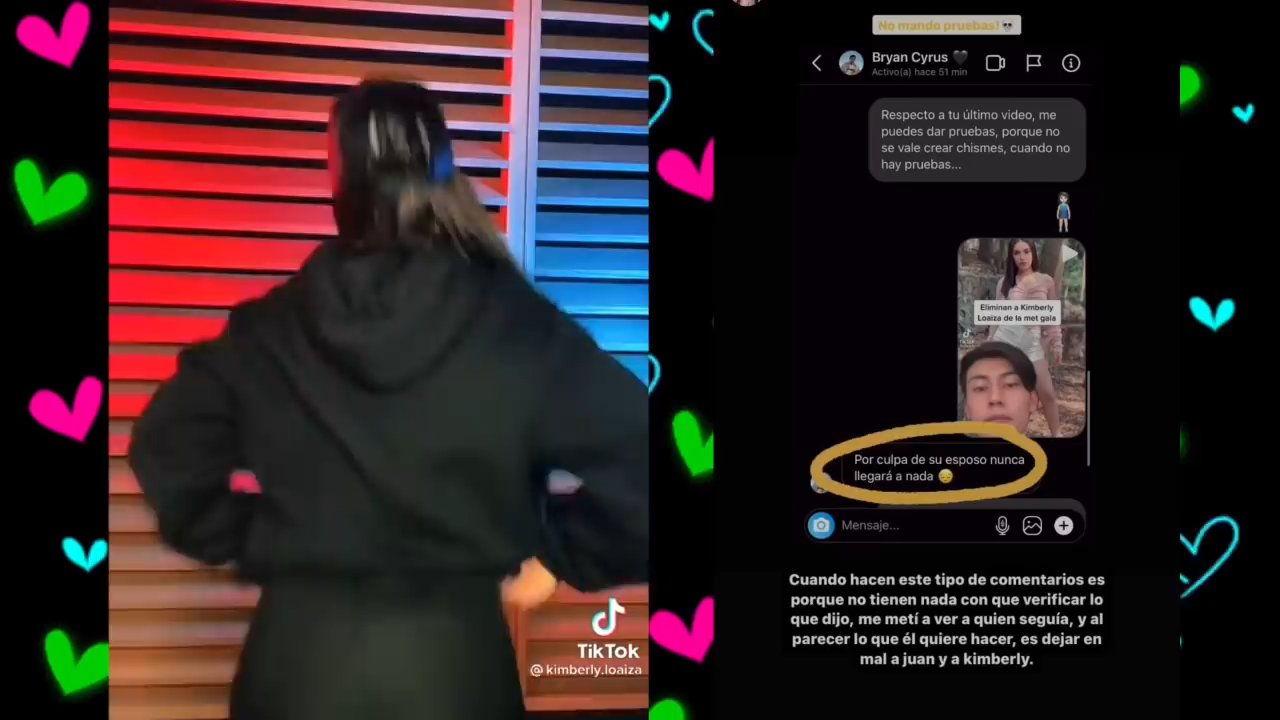 No mando pruebas!💀
Bryan Cyrus 🖤
Activo(a) hace 51 min
Respecto a tu último video, me
puedes dar pruebas, porque no
se vale crear chismes, cuando no
hay pruebas...
Eliminan a Kimberly
Loaiza de la met gala
Por culpa de su esposo nunca
llegará a nada 😔
Mensaje...
Cuando hacen este tipo de comentarios es
porque no tienen nada con que verificar lo
que dijo, me metí a ver a quien seguía, y al
parecer lo que él quiere hacer, es dejar en
mal a juan y a kimberly.
TikTok
@kimberly.loaiza